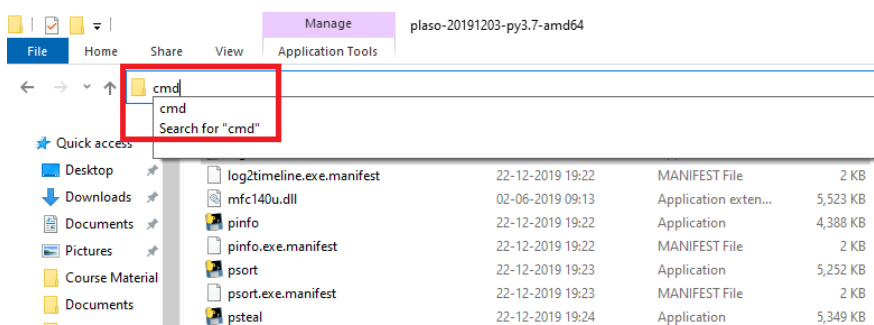 Manage plaso-20191203-py3.7-amd64
File Home Share View Application Tools
cmd
cmd
Search for "cmd"
Quick access
Desktop log2timeline.exe.manifest 22-12-2019 19:22 MANIFEST File 2 KB
Downloads mfc140u.dll 02-06-2019 09:13 Application exten... 5,523 KB
Documents pinfo 22-12-2019 19:22 Application 4,388 KB
Pictures pinfo.exe.manifest 22-12-2019 19:22 MANIFEST File 2 KB
Course Material psort 22-12-2019 19:23 Application 5,252 KB
Documents psort.exe.manifest 22-12-2019 19:23 MANIFEST File 2 KB
psteal 22-12-2019 19:24 Application 5,349 KB